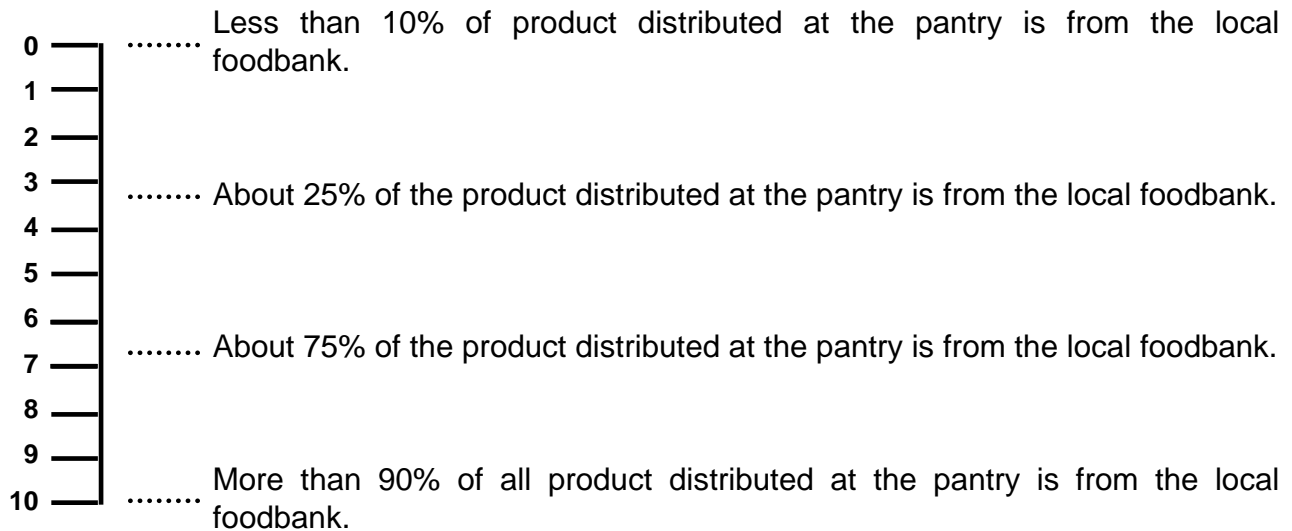 Less than 10% of product distributed at the pantry is from the local
0 ........
foodbank.
1
2
3
........ About 25% of the product distributed at the pantry is from the local foodbank.
4
5
6
........ About 75% of the product distributed at the pantry is from the local foodbank.
7
8
9
More than 90% of all product distributed at the pantry is from the local
10 ........
foodbank.